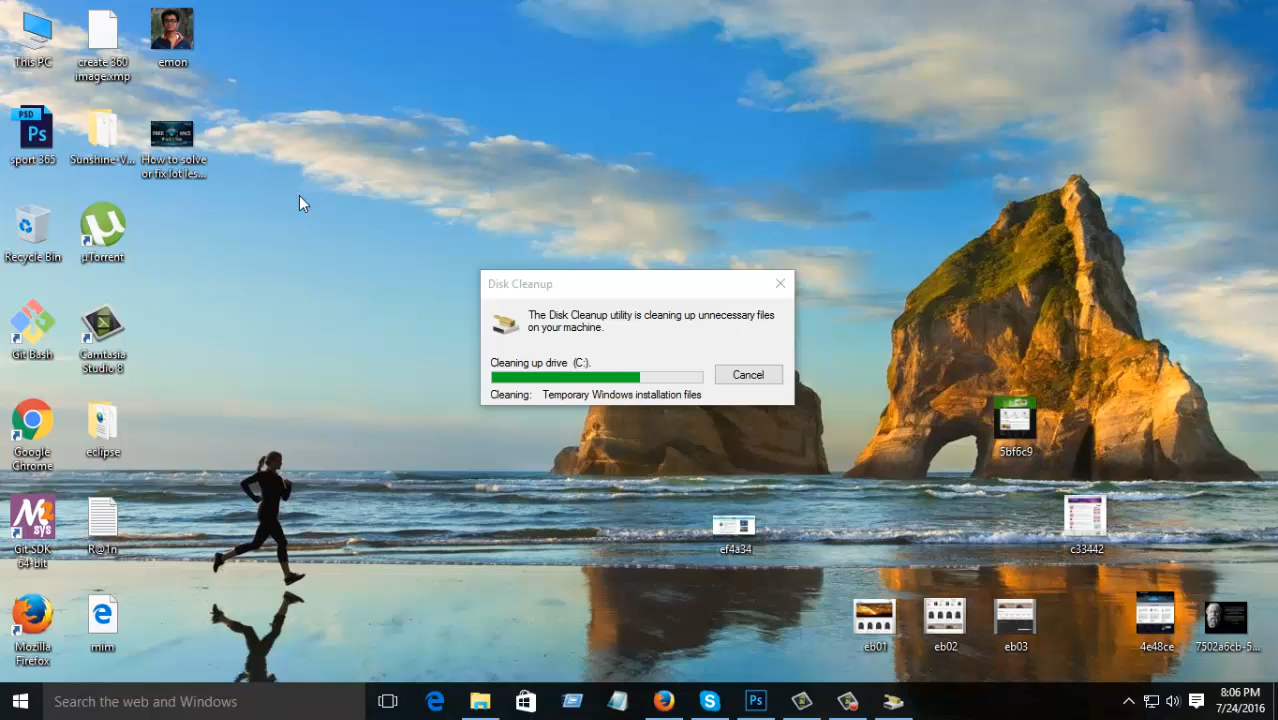 This PC
create 360
image.xmp
emon
PSD
Ps
sport 365
Sunshine-V...
How to solve
or fix lot les...
Recycle Bin
µTorrent
Git Bash
Camtasia
Studio 8
Google
Chrome
eclipse
Git SDK
64-bit
R@1n
Mozilla
Firefox
mim
Disk Cleanup
The Disk Cleanup utility is cleaning up unnecessary files
on your machine.
Cleaning up drive (C:).
Cancel
Cleaning: Temporary Windows installation files
5bf6c9
ef4a34
c33442
eb01
eb02
eb03
4e48ce
7502a6cb-5...
Search the web and Windows
Ps
8:06 PM
7/24/2016